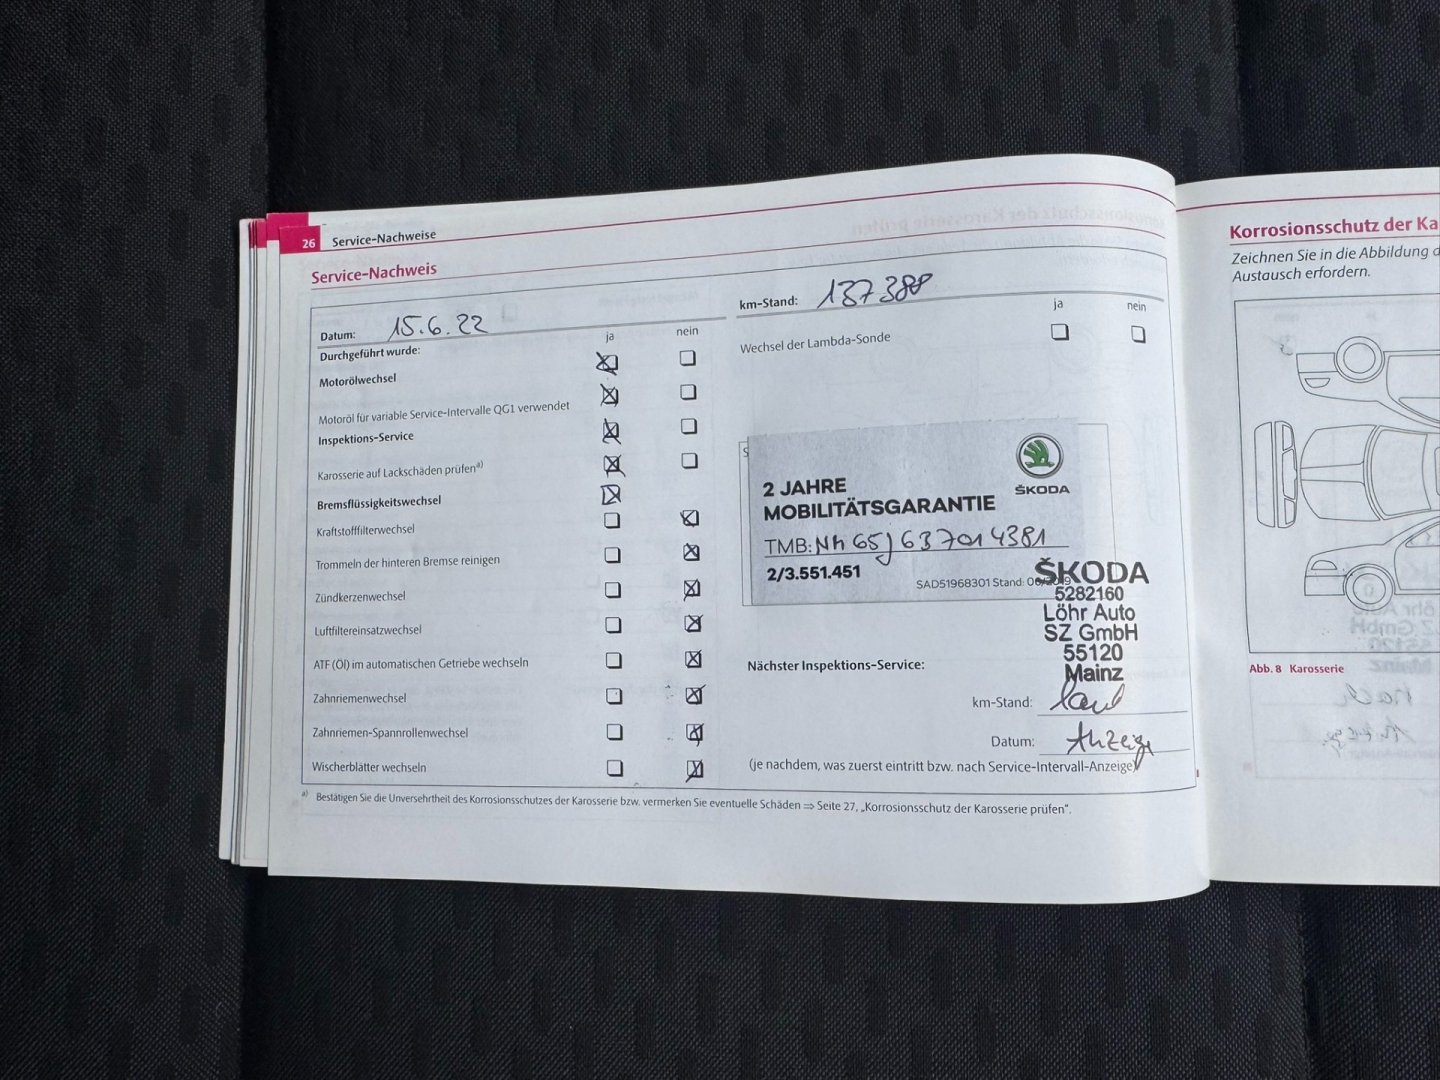 26 Service-Nachweise
Service-Nachweis
Datum: 15.6.22
km-Stand: 137388
ja nein
ja nein
Durchgeführt wurde:
Motorölwechsel
Motoröl für variable Service-Intervalle QG1 verwendet
Inspektions-Service
Karosserie auf Lackschäden prüfen a)
Bremsflüssigkeitswechsel
Kraftstofffilterwechsel
Trommeln der hinteren Bremse reinigen
Zündkerzenwechsel
Luftfiltereinsatzwechsel
ATF (Öl) im automatischen Getriebe wechseln
Zahnriemenwechsel
Zahnriemen-Spannrollenwechsel
Wischerblätter wechseln
Wechsel der Lambda-Sonde
S
ŠKODA
2 JAHRE
MOBILITÄTSGARANTIE
TMB: Nh65J637014381
2/3.551.451
SAD51968301 Stand: 06/2019
ŠKODA
5282160
Löhr Auto
SZ GmbH
55120
Mainz
Nächster Inspektions-Service:
km-Stand: laut
Datum: Anzeige
(je nachdem, was zuerst eintritt bzw. nach Service-Intervall-Anzeige)
a) Bestätigen Sie die Unversehrtheit des Korrosionsschutzes der Karosserie bzw. vermerken Sie eventuelle Schäden ⇒ Seite 27, „Korrosionsschutz der Karosserie prüfen“.
Korrosionsschutz der Ka
Zeichnen Sie in die Abbildung d
Austausch erfordern.
Abb. 8 Karosserie